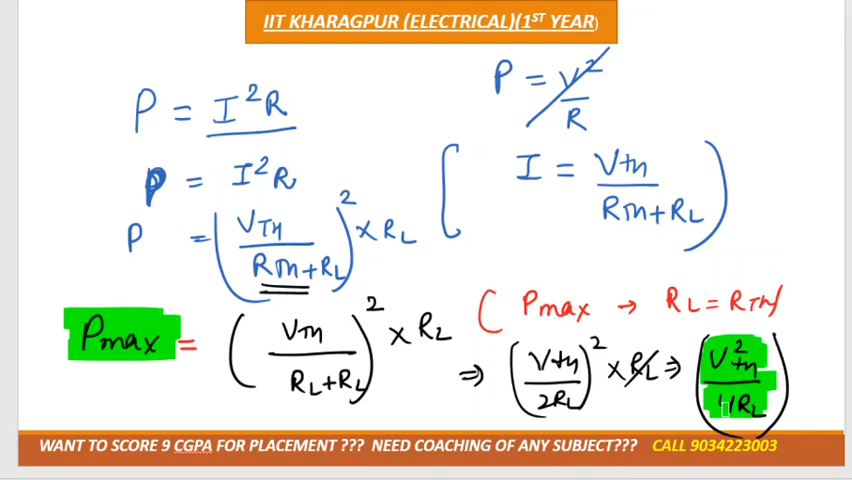 IIT KHARAGPUR (ELECTRICAL)(1ST YEAR)
P = I²R
P = V²/R
P = I²R
[ I = Vth/(RTH+RL) )
P = (VTH/(RTH+RL))² × RL
( Pmax → RL = RTH
Pmax = (Vth/(RL+RL))² × RL
⇒ (Vth/2RL)² × RL ⇒ (V²th/4RL)
WANT TO SCORE 9 CGPA FOR PLACEMENT ??? NEED COACHING OF ANY SUBJECT??? CALL 9034223003